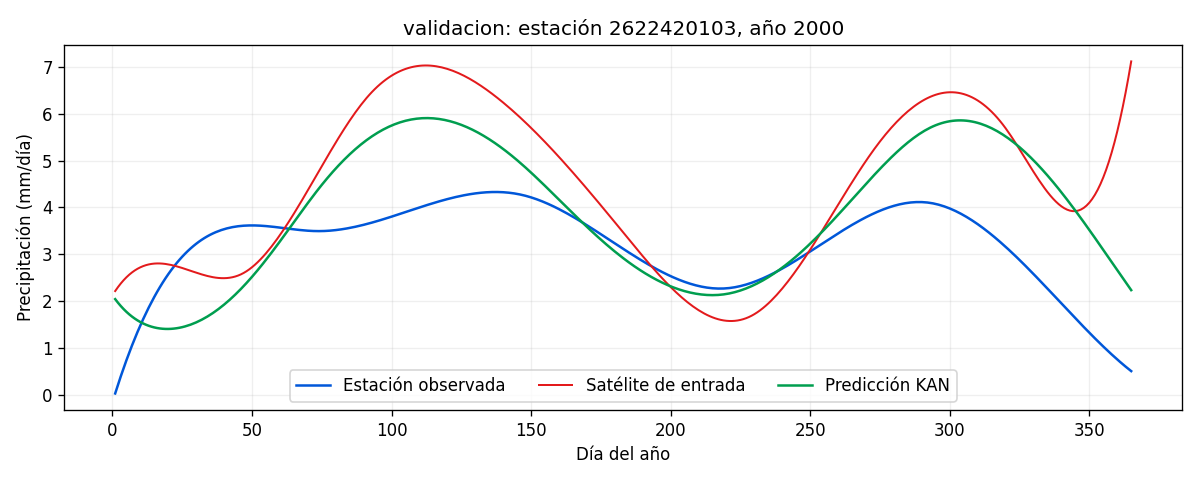 validacion: estación 2622420103, año 2000
Precipitación (mm/día)
7
6
5
4
3
2
1
0
Estación observada
Satélite de entrada
Predicción KAN
0
50
100
150
200
250
300
350
Día del año